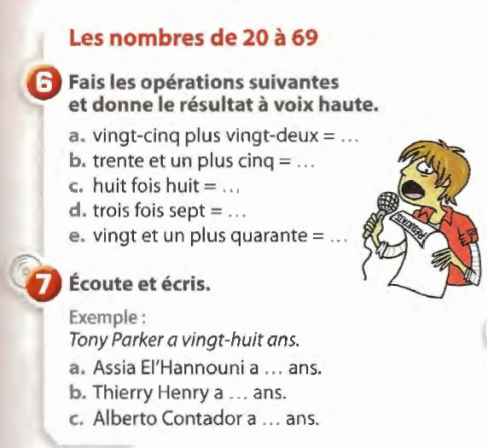 Les nombres de 20 à 69
6 Fais les opérations suivantes
et donne le résultat à voix haute.
a. vingt-cinq plus vingt-deux = ...
b. trente et un plus cinq = ...
c. huit fois huit = ...
d. trois fois sept = ...
e. vingt et un plus quarante = ...
7 Écoute et écris.
Exemple :
Tony Parker a vingt-huit ans.
a. Assia El'Hannouni a ... ans.
b. Thierry Henry a ... ans.
c. Alberto Contador a ... ans.